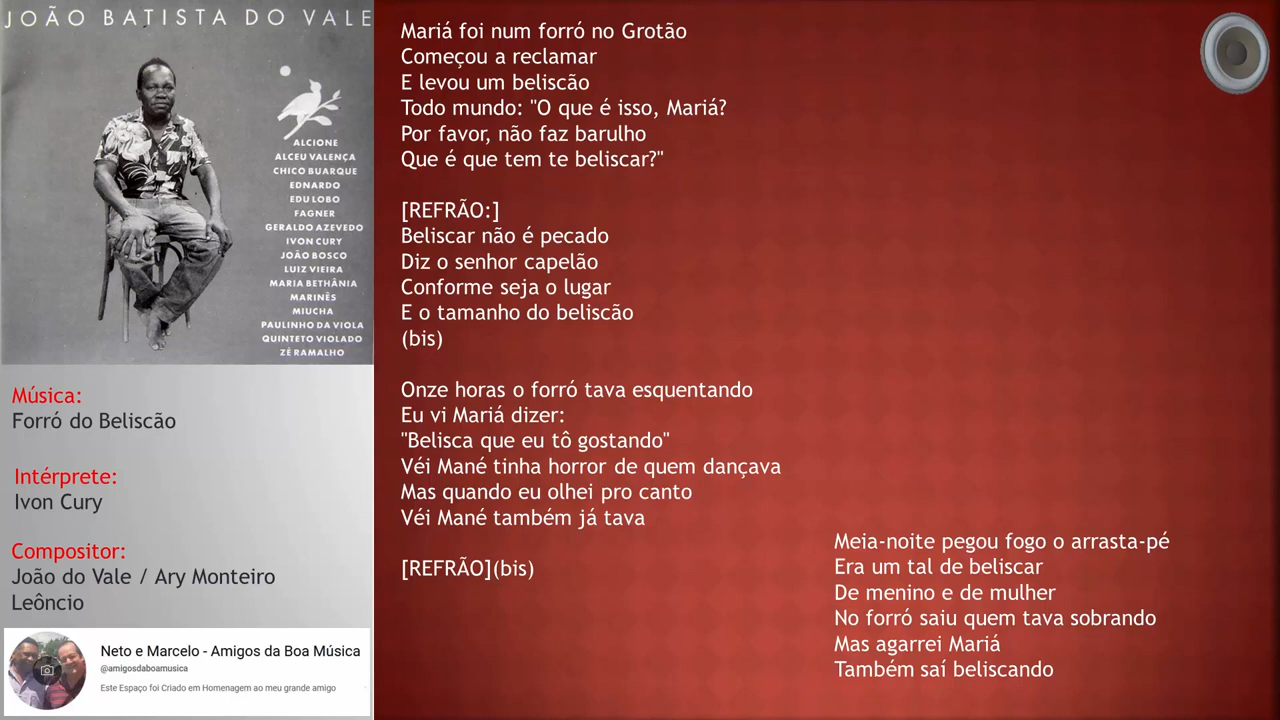 JOÃO BATISTA DO VALE
ALCIONE
ALCEU VALENÇA
CHICO BUARQUE
EDNARDO
EDU LOBO
FAGNER
GERALDO AZEVEDO
IVON CURY
JOÃO BOSCO
LUIZ VIEIRA
MARIA BETHÂNIA
MARINÊS
MIUCHA
PAULINHO DA VIOLA
QUINTETO VIOLADO
ZÉ RAMALHO
Música:
Forró do Beliscão
Intérprete:
Ivon Cury
Compositor:
João do Vale / Ary Monteiro
Leôncio
Neto e Marcelo - Amigos da Boa Música
@amigosdaboamusica
Este Espaço foi Criado em Homenagem ao meu grande amigo
Mariá foi num forró no Grotão
Começou a reclamar
E levou um beliscão
Todo mundo: "O que é isso, Mariá?
Por favor, não faz barulho
Que é que tem te beliscar?"
[REFRÃO:]
Beliscar não é pecado
Diz o senhor capelão
Conforme seja o lugar
E o tamanho do beliscão
(bis)
Onze horas o forró tava esquentando
Eu vi Mariá dizer:
"Belisca que eu tô gostando"
Véi Mané tinha horror de quem dançava
Mas quando eu olhei pro canto
Véi Mané também já tava
[REFRÃO](bis)
Meia-noite pegou fogo o arrasta-pé
Era um tal de beliscar
De menino e de mulher
No forró saiu quem tava sobrando
Mas agarrei Mariá
Também saí beliscando